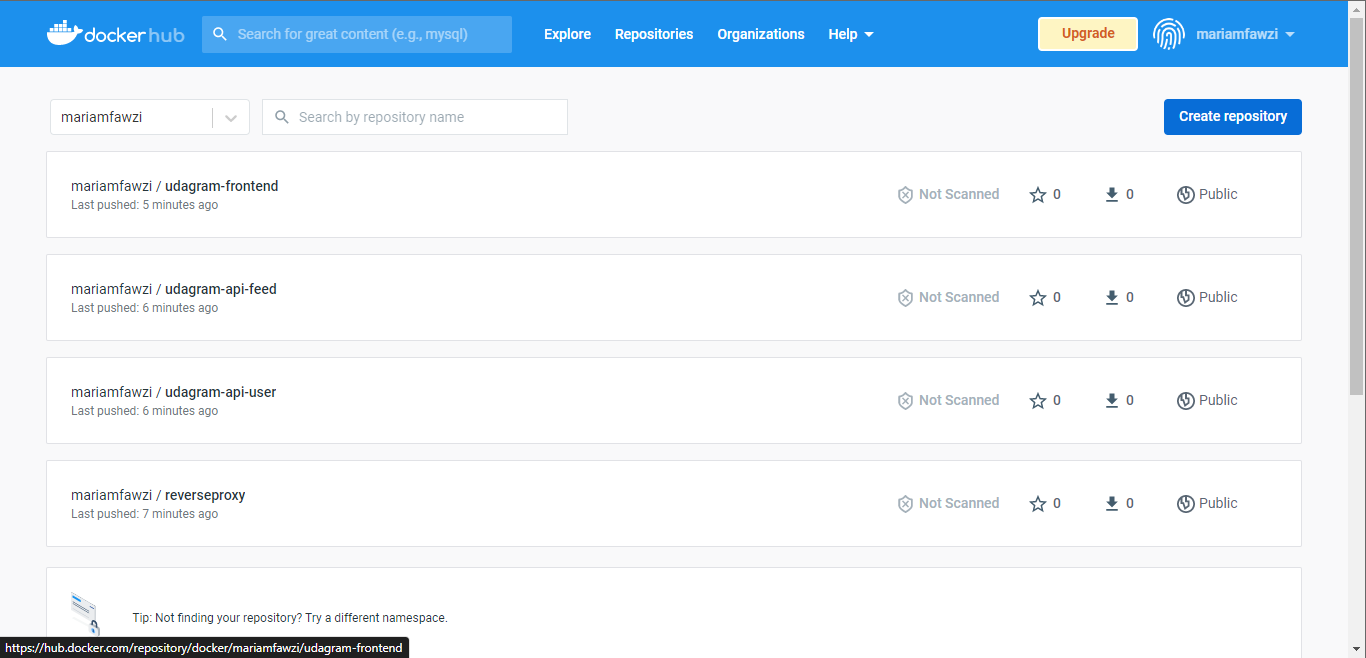 docker hub
Search for great content (e.g., mysql)
Explore
Repositories
Organizations
Help
Upgrade
mariamfawzi
mariamfawzi
Search by repository name
Create repository
mariamfawzi / udagram-frontend
Last pushed: 5 minutes ago
Not Scanned
0
0
Public
mariamfawzi / udagram-api-feed
Last pushed: 6 minutes ago
Not Scanned
0
0
Public
mariamfawzi / udagram-api-user
Last pushed: 6 minutes ago
Not Scanned
0
0
Public
mariamfawzi / reverseproxy
Last pushed: 7 minutes ago
Not Scanned
0
0
Public
Tip: Not finding your repository? Try a different namespace.
https://hub.docker.com/repository/docker/mariamfawzi/udagram-frontend